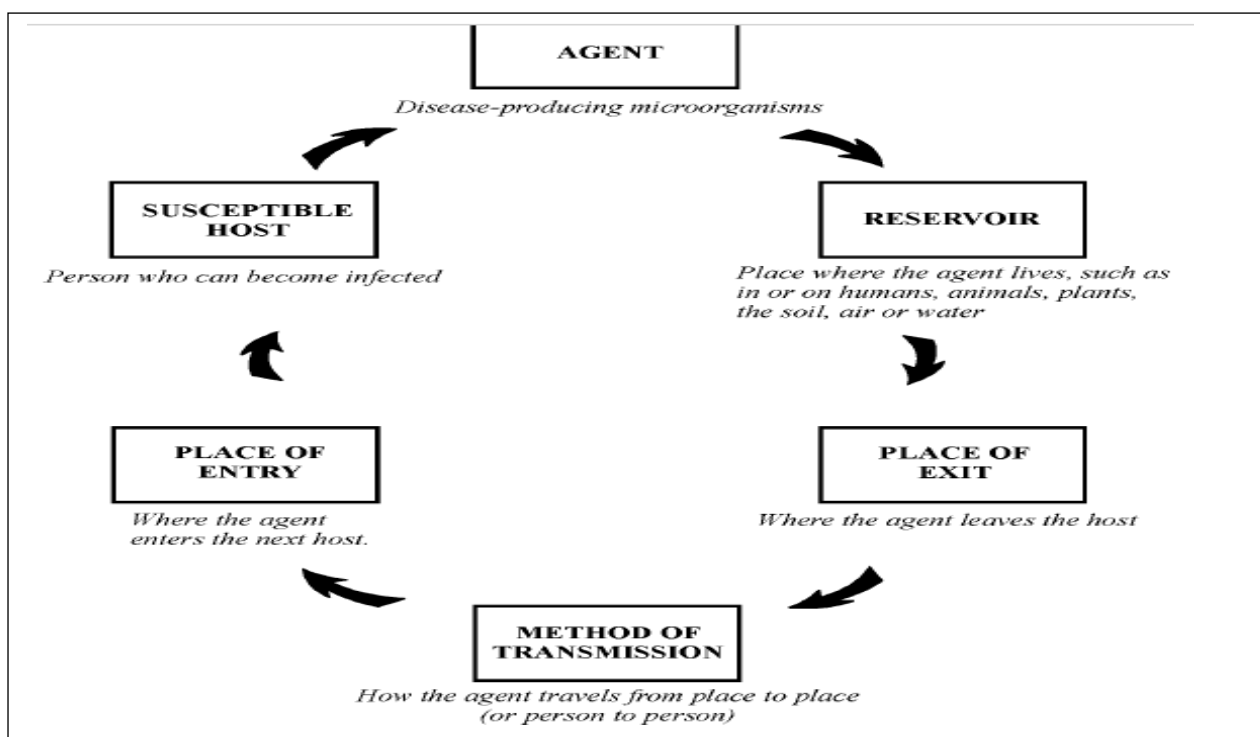 AGENT
Disease-producing microorganisms
RESERVOIR
Place where the agent lives, such as
in or on humans, animals, plants,
the soil, air or water
PLACE OF
EXIT
Where the agent leaves the host
METHOD OF
TRANSMISSION
How the agent travels from place to place
(or person to person)
PLACE OF
ENTRY
Where the agent
enters the next host.
SUSCEPTIBLE
HOST
Person who can become infected